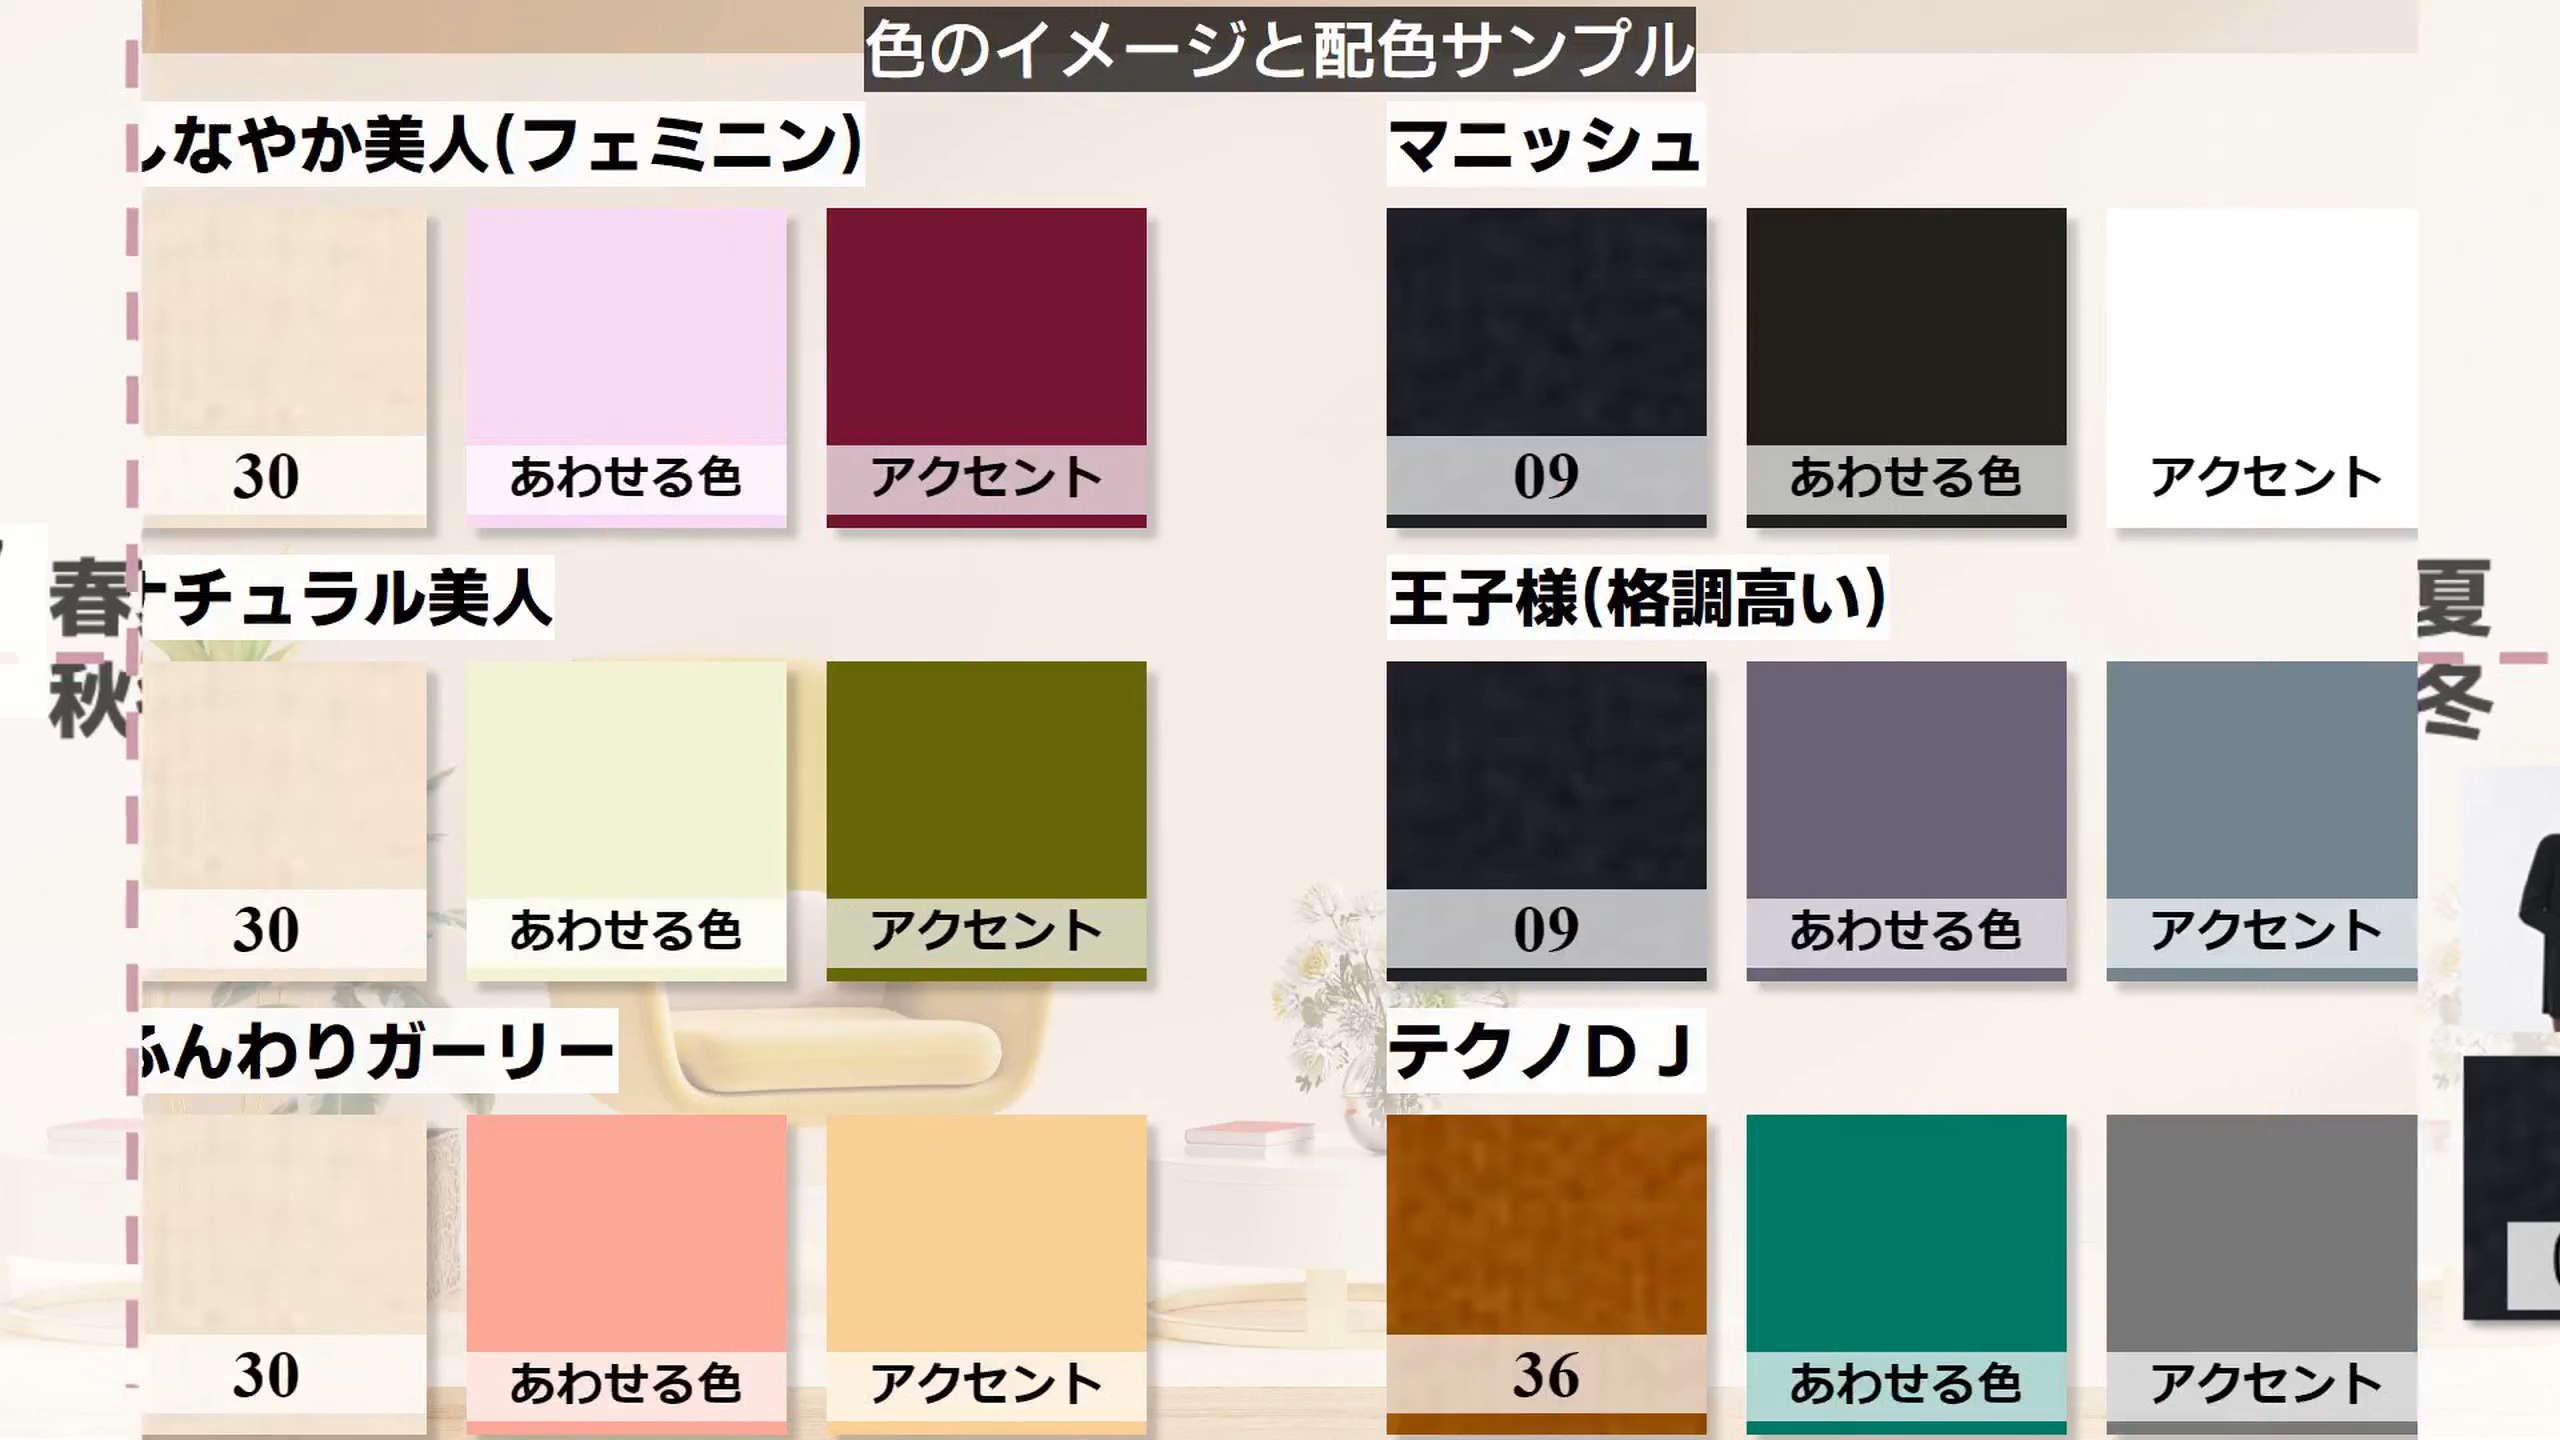 色のイメージと配色サンプル
しなやか美人(フェミニン)
30
あわせる色
アクセント
マニッシュ
09
あわせる色
アクセント
春
秋
ナチュラル美人
30
あわせる色
アクセント
王子様(格調高い)
09
あわせる色
アクセント
夏
冬
ふんわりガーリー
30
あわせる色
アクセント
テクノDJ
36
あわせる色
アクセント